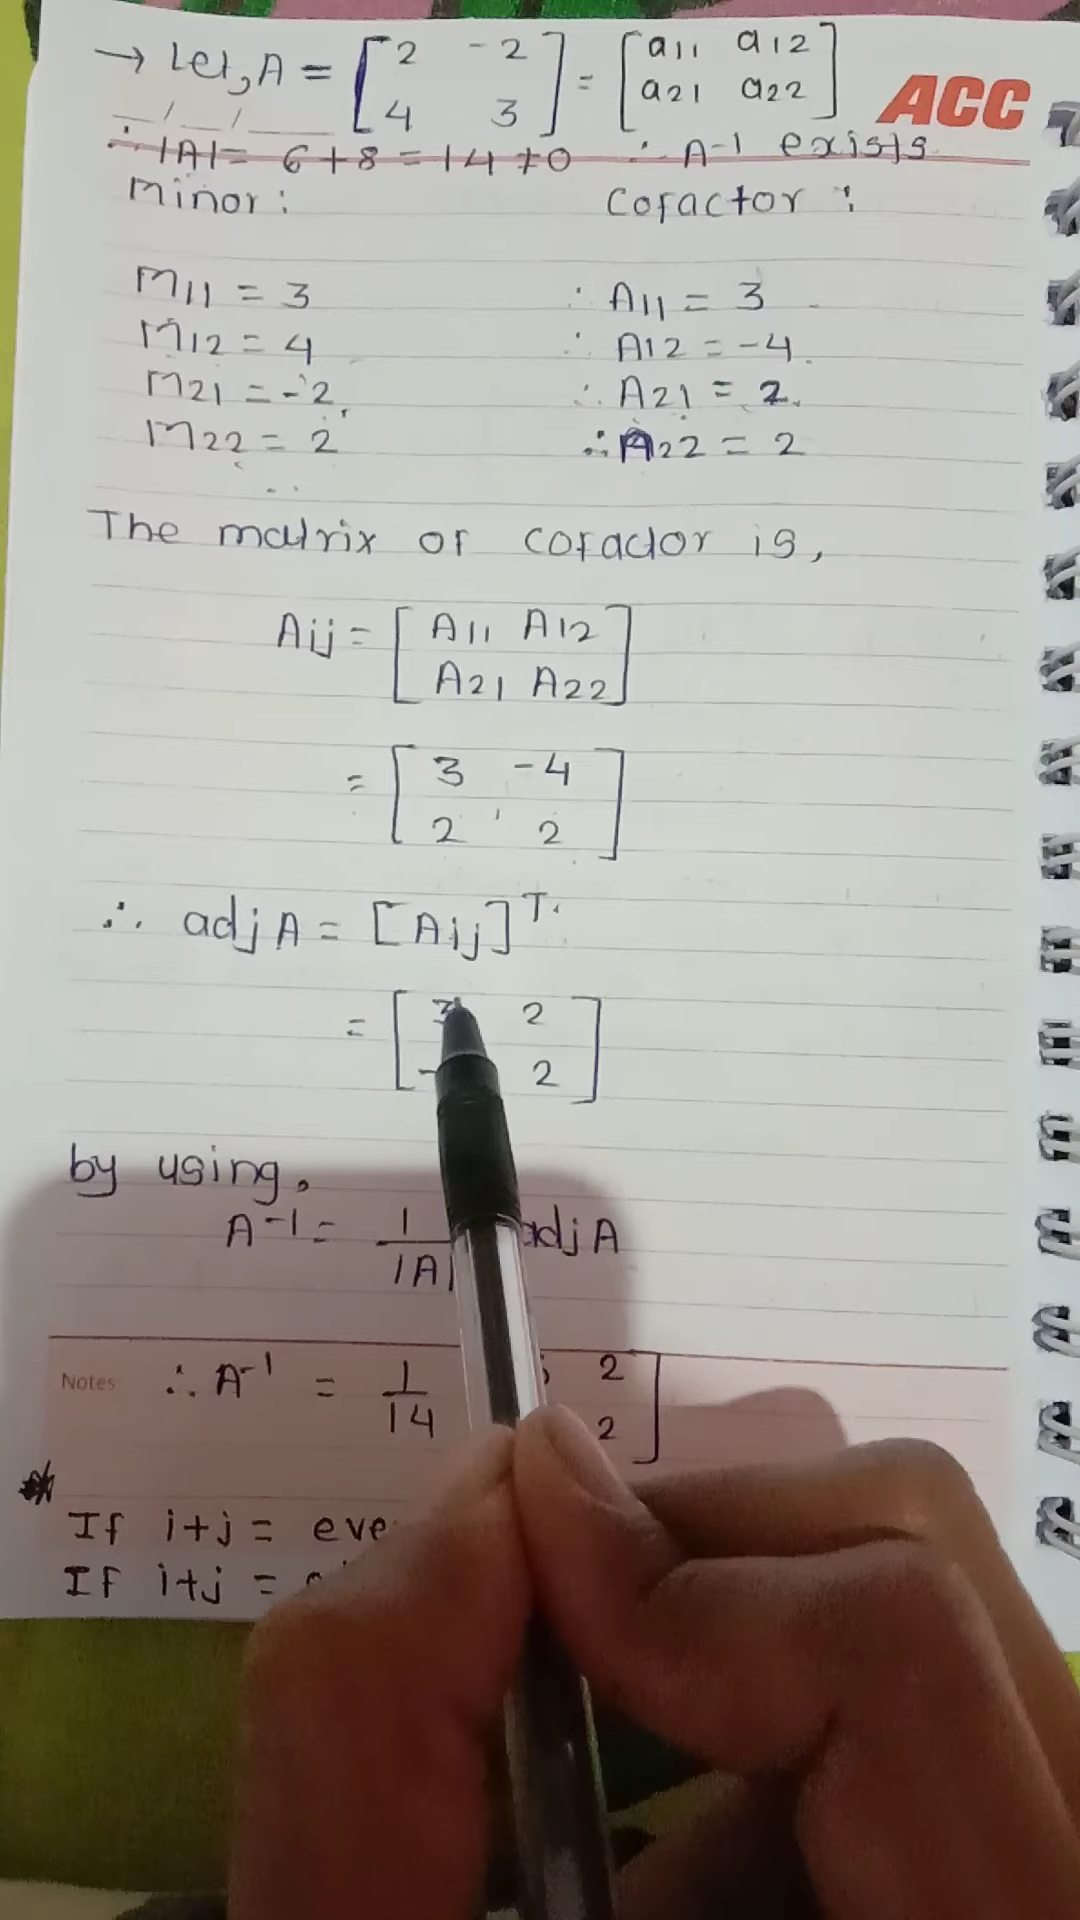 → Let, A = [2 -2 4 3] = [a11 a12 a21 a22]
ACC
∴ |A| = 6 + 8 = 14 ≠ 0 ∴ A-1 exists
Minor: Cofactor :
M11 = 3 ∴ A11 = 3
M12 = 4 ∴ A12 = -4
M21 = -2 ∴ A21 = 2
M22 = 2 ∴ A22 = 2
The matrix of cofactor is,
Aij = [A11 A12
A21 A22]
= [3 -4
2 2]
∴ adj A = [Aij]T.
= [3 2
- 2]
by using,
A-1 = 1/|A| adj A
Notes: ∴ A-1 = 1/14 2
2]
If i+j = eve
If i+j =